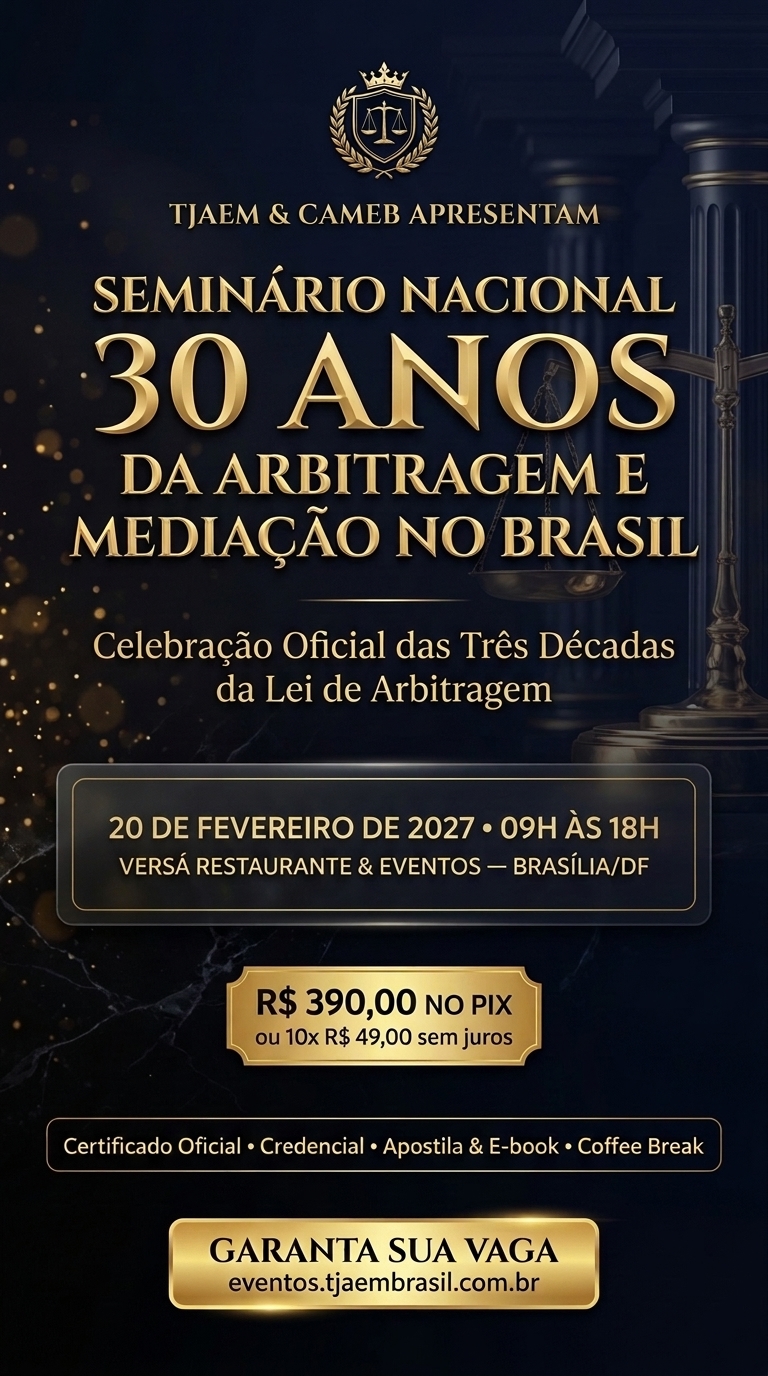 TJAEM & CAMEB APRESENTAM
SEMINÁRIO NACIONAL
30 ANOS
DA ARBITRAGEM E
MEDIAÇÃO NO BRASIL
Celebração Oficial das Três Décadas
da Lei de Arbitragem
20 DE FEVEREIRO DE 2027 • 09H ÀS 18H
VERSÁ RESTAURANTE & EVENTOS — BRASÍLIA/DF
R$ 390,00 NO PIX
ou 10x R$ 49,00 sem juros
Certificado Oficial • Credencial • Apostila & E-book • Coffee Break
GARANTA SUA VAGA
eventos.tjaembrasil.com.br